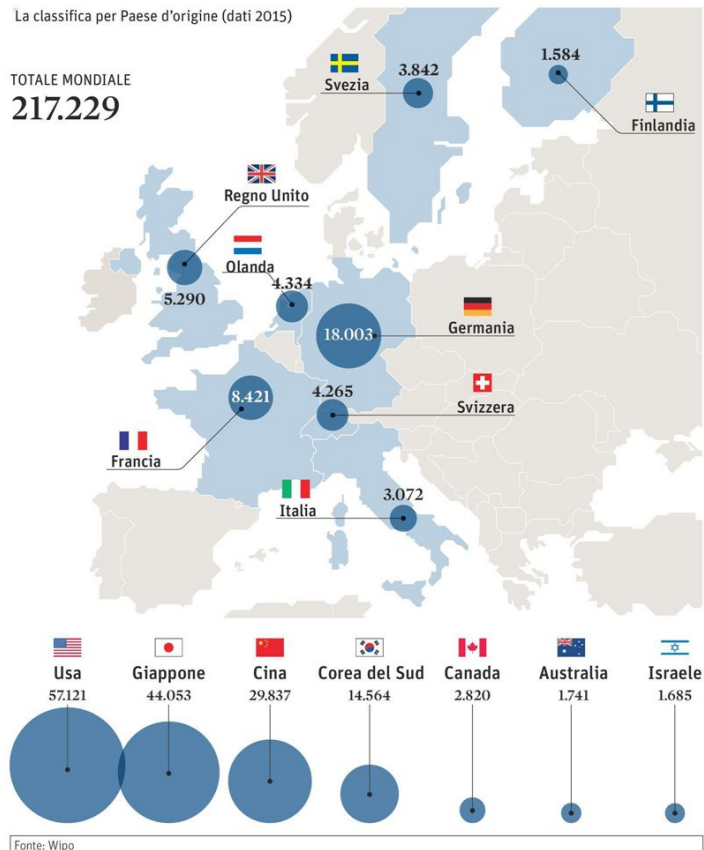 La classifica per Paese d'origine (dati 2015)
TOTALE MONDIALE
217.229
Svezia
3.842
1.584
Finlandia
Regno Unito
5.290
Olanda
4.334
18.003
Germania
8.421
Francia
4.265
Svizzera
Italia
3.072
Usa
57.121
Giappone
44.053
Cina
29.837
Corea del Sud
14.564
Canada
2.820
Australia
1.741
Israele
1.685
Fonte: Wipo